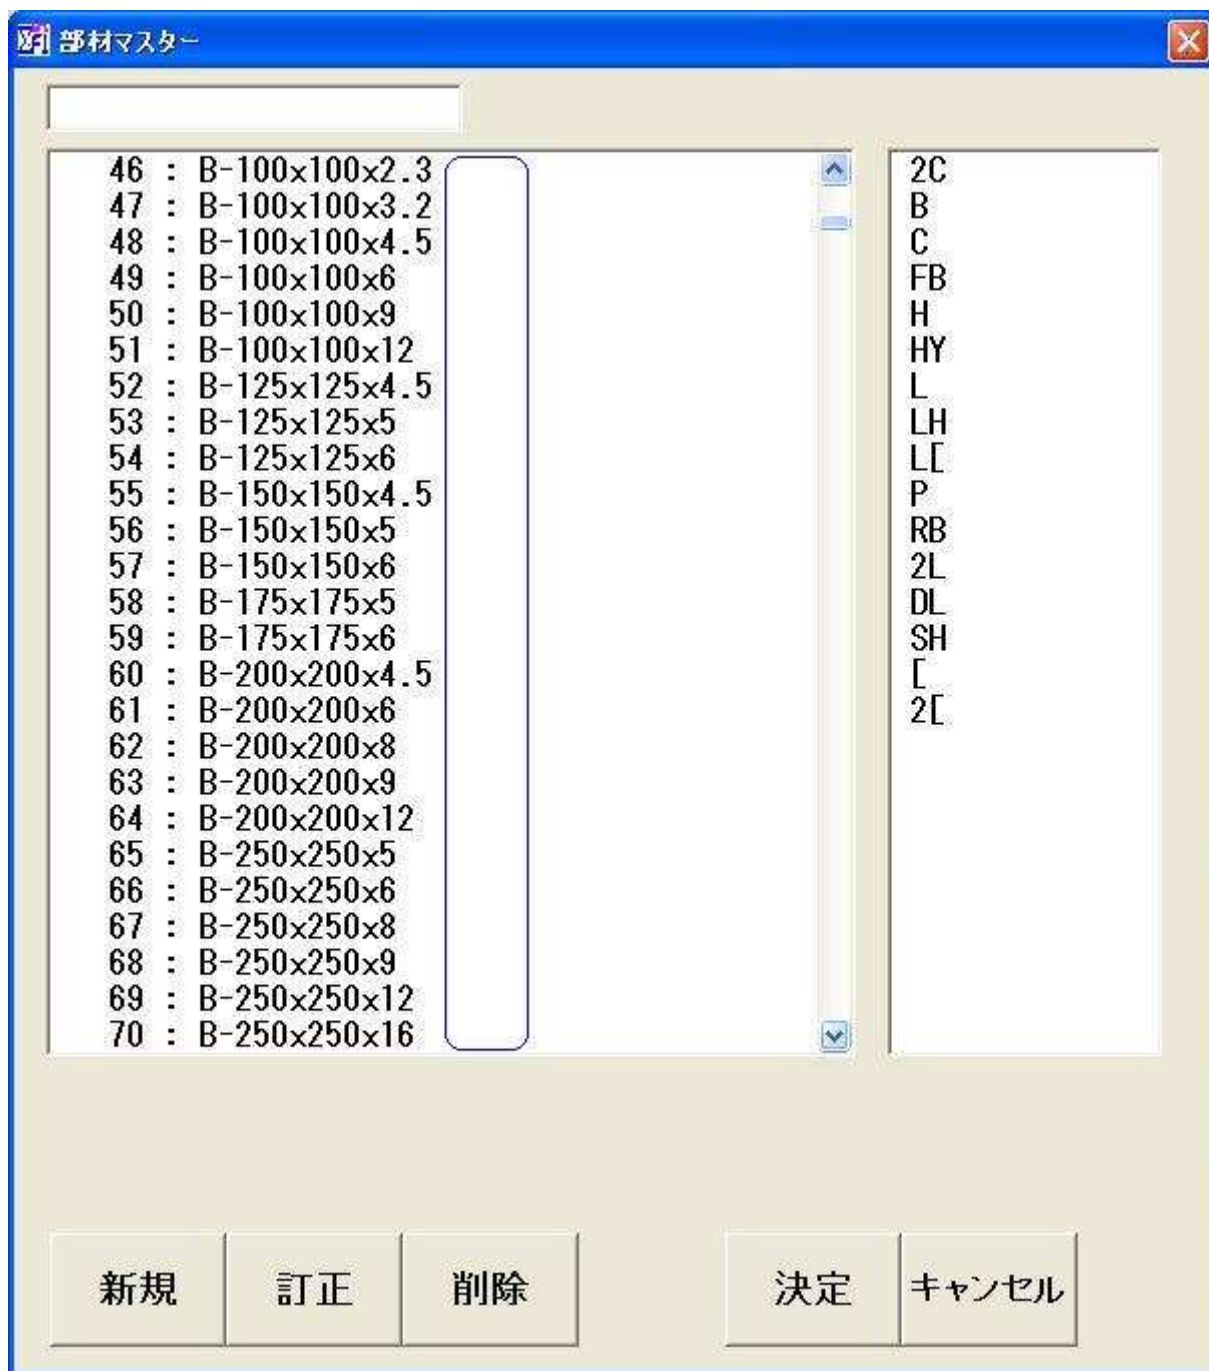 部材マスター
46 : B-100x100x2.3
47 : B-100x100x3.2
48 : B-100x100x4.5
49 : B-100x100x6
50 : B-100x100x9
51 : B-100x100x12
52 : B-125x125x4.5
53 : B-125x125x5
54 : B-125x125x6
55 : B-150x150x4.5
56 : B-150x150x5
57 : B-150x150x6
58 : B-175x175x5
59 : B-175x175x6
60 : B-200x200x4.5
61 : B-200x200x6
62 : B-200x200x8
63 : B-200x200x9
64 : B-200x200x12
65 : B-250x250x5
66 : B-250x250x6
67 : B-250x250x8
68 : B-250x250x9
69 : B-250x250x12
70 : B-250x250x16
2C
B
C
FB
H
HY
L
LH
L[
P
RB
2L
DL
SH
[
2[
新規 訂正 削除 決定 キャンセル